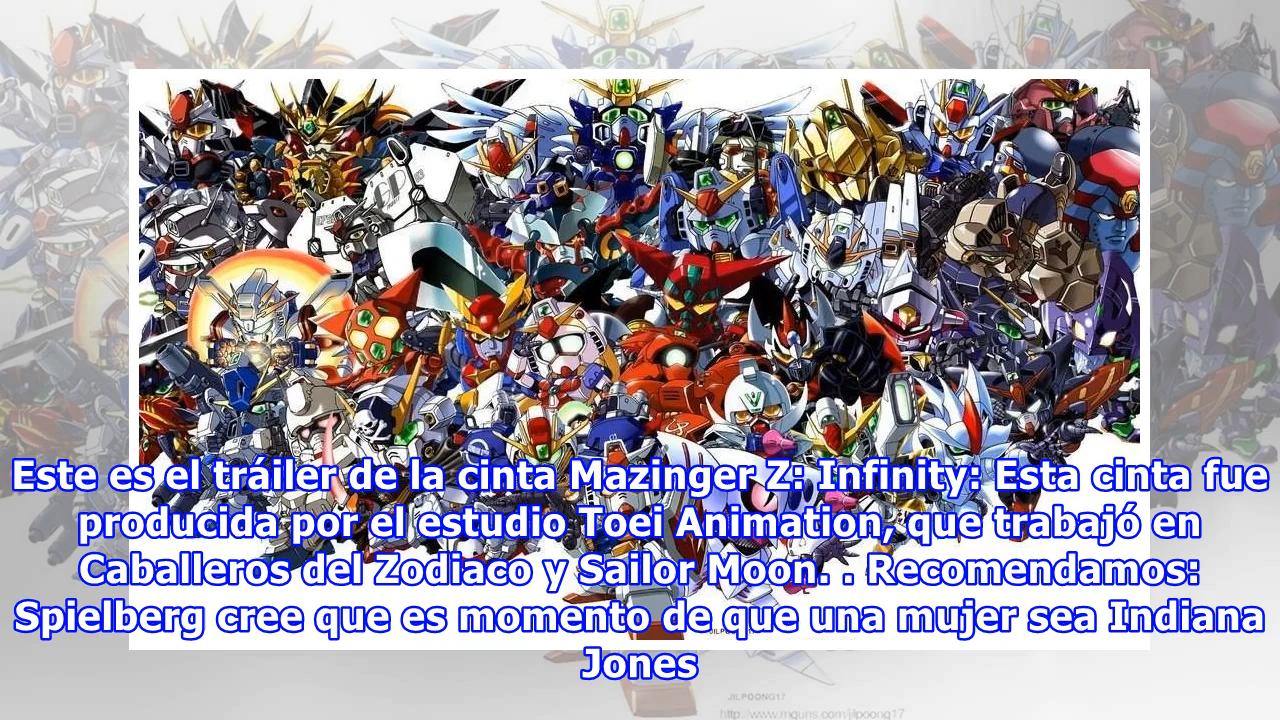 Este es el tráiler de la cinta Mazinger Z: Infinity: Esta cinta fue
producida por el estudio Toei Animation, que trabajó en
Caballeros del Zodiaco y Sailor Moon. . Recomendamos:
Spielberg cree que es momento de que una mujer sea Indiana
Jones
JILPOONG17
http://www.mguns.com/jilpoong17